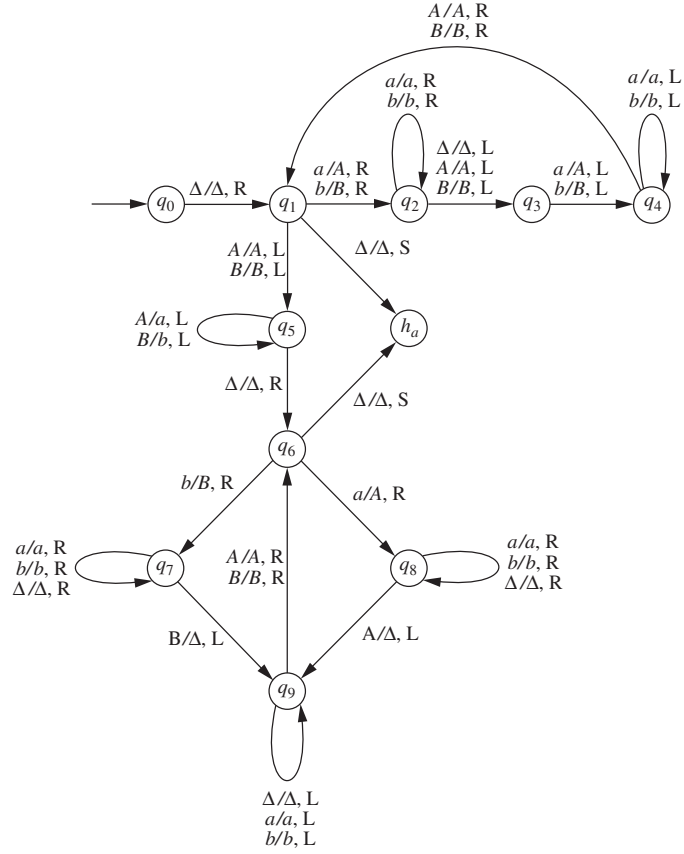 A/A, R
B/B, R
a/a, R
b/b, R
a/a, L
b/b, L
Δ/Δ, L
A/A, L
B/B, L
Δ/Δ, R
a/A, R
b/B, R
a/A, L
b/B, L
q0
q1
q2
q3
q4
A/A, L
B/B, L
Δ/Δ, S
A/a, L
B/b, L
q5
ha
Δ/Δ, R
Δ/Δ, S
q6
b/B, R
a/A, R
a/a, R
b/b, R
Δ/Δ, R
q7
A/A, R
B/B, R
q8
a/a, R
b/b, R
Δ/Δ, R
B/Δ, L
A/Δ, L
q9
Δ/Δ, L
a/a, L
b/b, L